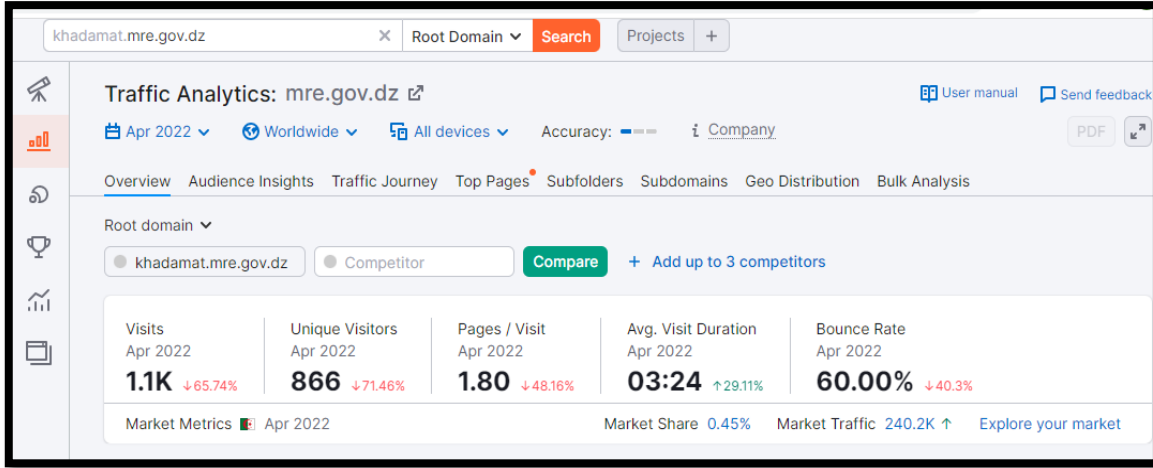 khadamat.mre.gov.dz × Root Domain Search Projects +
Traffic Analytics: mre.gov.dz User manual Send feedback
Apr 2022 Worldwide All devices Accuracy: i Company PDF
Overview Audience Insights Traffic Journey Top Pages Subfolders Subdomains Geo Distribution Bulk Analysis
Root domain
khadamat.mre.gov.dz Competitor Compare + Add up to 3 competitors
Visits Unique Visitors Pages / Visit Avg. Visit Duration Bounce Rate
Apr 2022 Apr 2022 Apr 2022 Apr 2022 Apr 2022
1.1K ↓65.74% 866 ↓71.46% 1.80 ↓48.16% 03:24 ↑29.11% 60.00% ↓40.3%
Market Metrics Apr 2022 Market Share 0.45% Market Traffic 240.2K ↑ Explore your market